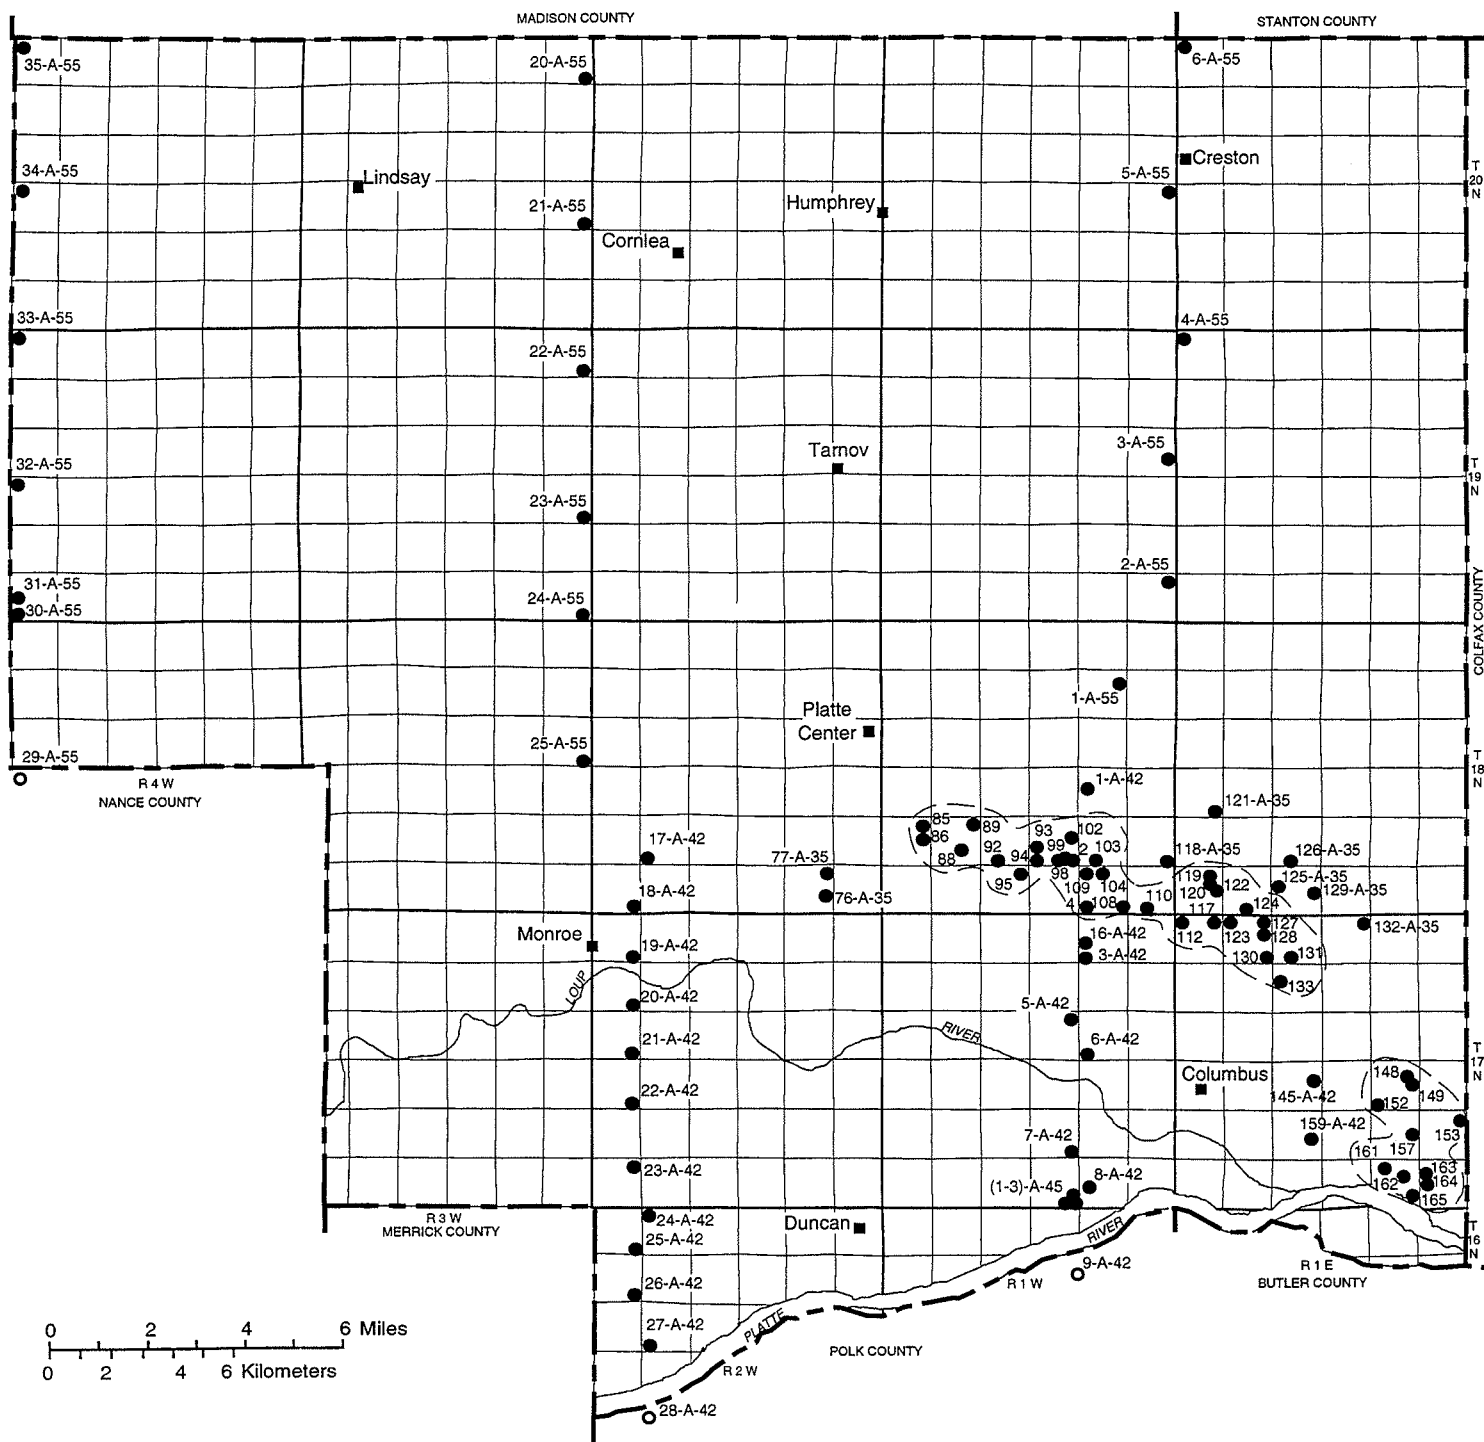 MADISON COUNTY
STANTON COUNTY
35-A-55
20-A-55
6-A-55
34-A-55
Lindsay
5-A-55
Creston
T
20
N
21-A-55
Humphrey
Cornlea
33-A-55
4-A-55
22-A-55
Tarnov
3-A-55
32-A-55
T
19
N
23-A-55
2-A-55
31-A-55
30-A-55
24-A-55
COLFAX COUNTY
1-A-55
Platte
Center
25-A-55
29-A-55
R 4 W
NANCE COUNTY
T
18
N
1-A-42
121-A-35
85
86
89
88
92
93
94
95
99
98
102
2
103
109
104
17-A-42
77-A-35
76-A-35
118-A-35
126-A-35
119
120
122
125-A-35
129-A-35
18-A-42
4
108
110
117
124
112
123
127
128
132-A-35
Monroe
19-A-42
16-A-42
3-A-42
130
131
133
LOUP
20-A-42
5-A-42
RIVER
21-A-42
6-A-42
T
17
N
Columbus
148
149
145-A-42
152
22-A-42
159-A-42
153
7-A-42
161
157
23-A-42
8-A-42
(1-3)-A-45
162
163
164
165
R 3 W
MERRICK COUNTY
24-A-42
Duncan
RIVER
T
16
N
25-A-42
9-A-42
R 1 E
BUTLER COUNTY
26-A-42
R 1 W
27-A-42
PLATTE
POLK COUNTY
R 2 W
28-A-42
0 2 4 6 Miles
0 2 4 6 Kilometers